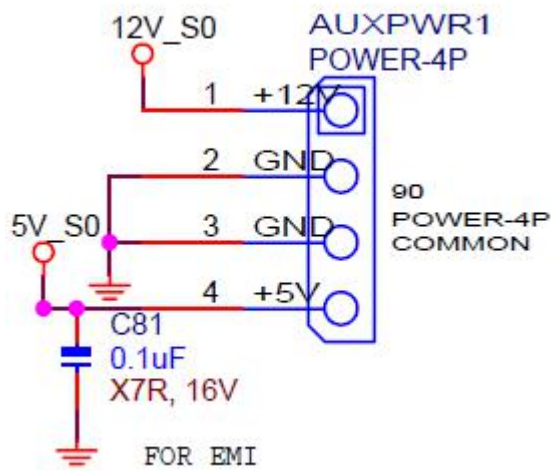 12V_S0
AUXPWR1
POWER-4P
1 +12V
2 GND
90
POWER-4P
COMMON
5V_S0
3 GND
4 +5V
C81
0.1uF
X7R, 16V
FOR EMI